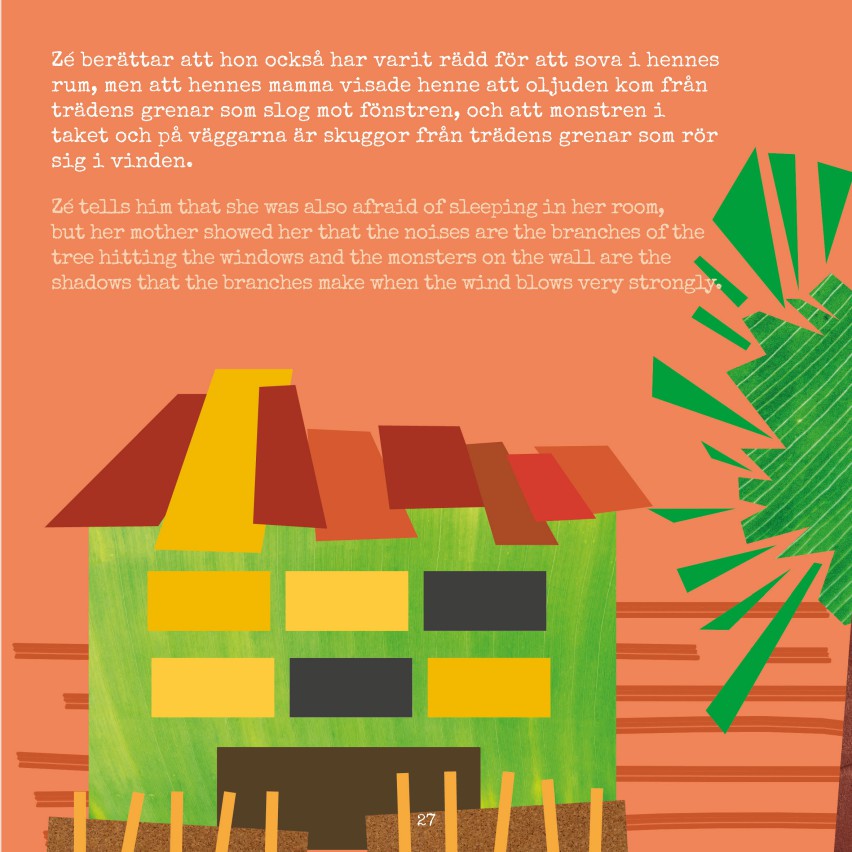 Zé berättar att hon också har varit rädd för att sova i hennes
rum, men att hennes mamma visade henne att oljuden kom från
trädens grenar som slog mot fönstren, och att monstren i
taket och på väggarna är skuggor från trädens grenar som rör
sig i vinden.
Zé tells him that she was also afraid of sleeping in her room,
but her mother showed her that the noises are the branches of the
tree hitting the windows and the monsters on the wall are the
shadows that the branches make when the wind blows very strongly.
27